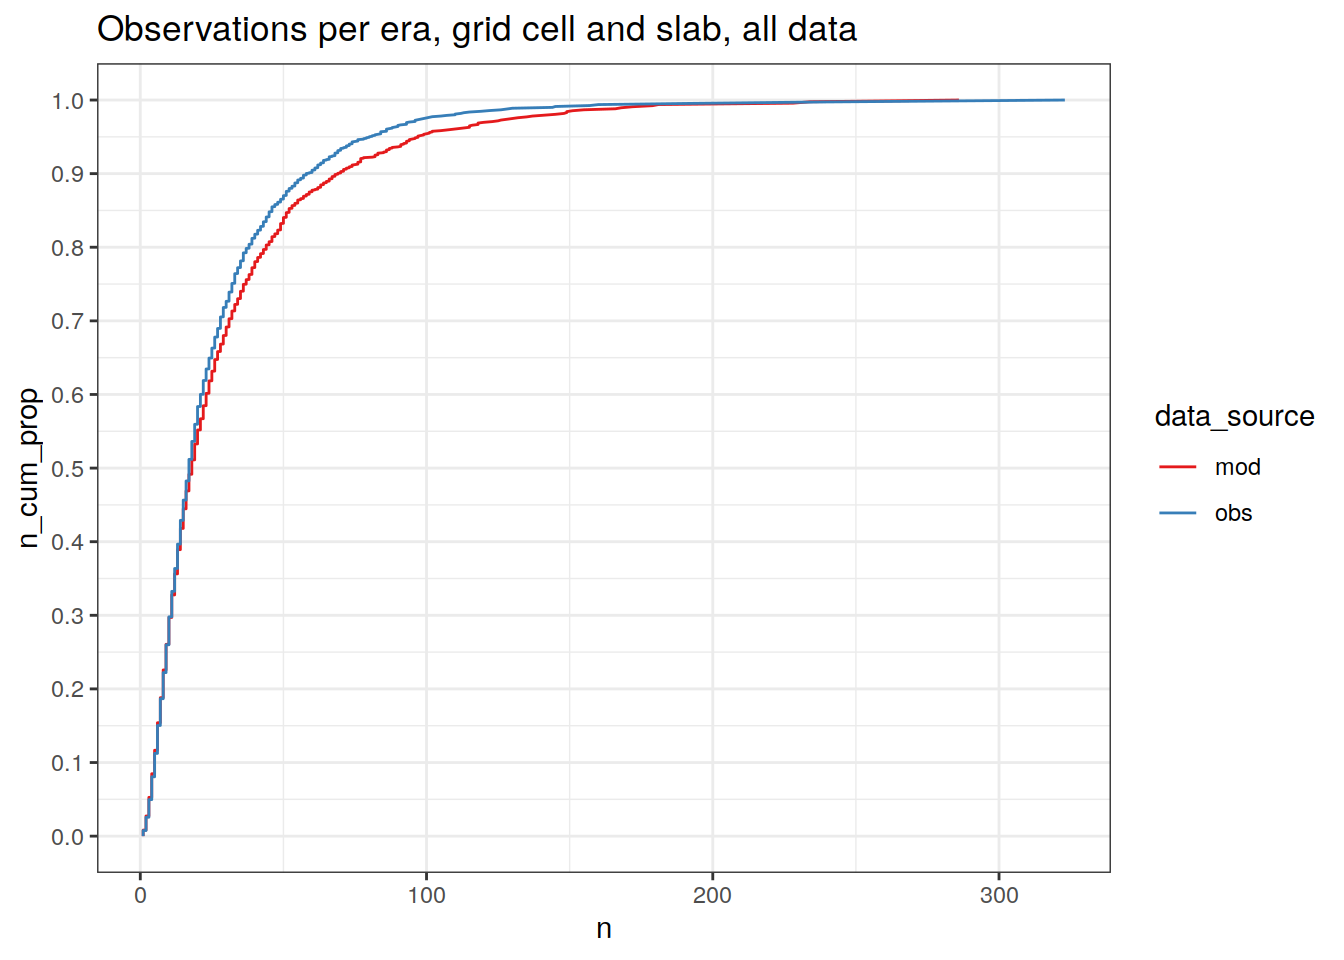 Observations per era, grid cell and slab, all data
n_cum_prop
1.0
0.9
0.8
0.7
0.6
0.5
0.4
0.3
0.2
0.1
0.0
0 100 200 300
n
data_source
mod
obs